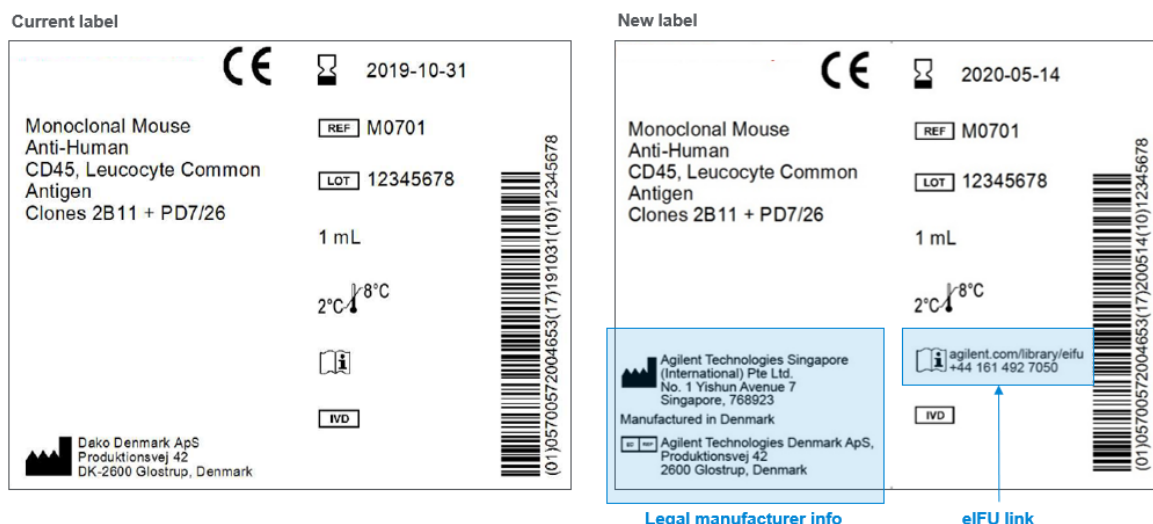 Current label
CE
2019-10-31
Monoclonal Mouse
Anti-Human
CD45, Leucocyte Common
Antigen
Clones 2B11 + PD7/26
REF M0701
LOT 12345678
1 mL
2°C 8°C
i
IVD
Dako Denmark ApS
Produktionsvej 42
DK-2600 Glostrup, Denmark
(01)05700572004653(17)191031(10)12345678
New label
CE
2020-05-14
Monoclonal Mouse
Anti-Human
CD45, Leucocyte Common
Antigen
Clones 2B11 + PD7/26
REF M0701
LOT 12345678
1 mL
2°C 8°C
i agilent.com/library/eifu
+44 161 492 7050
IVD
Agilent Technologies Singapore
(International) Pte Ltd.
No. 1 Yishun Avenue 7
Singapore, 768923
Manufactured in Denmark
EC REP Agilent Technologies Denmark ApS,
Produktionsvej 42
2600 Glostrup, Denmark
(01)05700572004653(17)200514(10)12345678
Legal manufacturer info
eIFU link